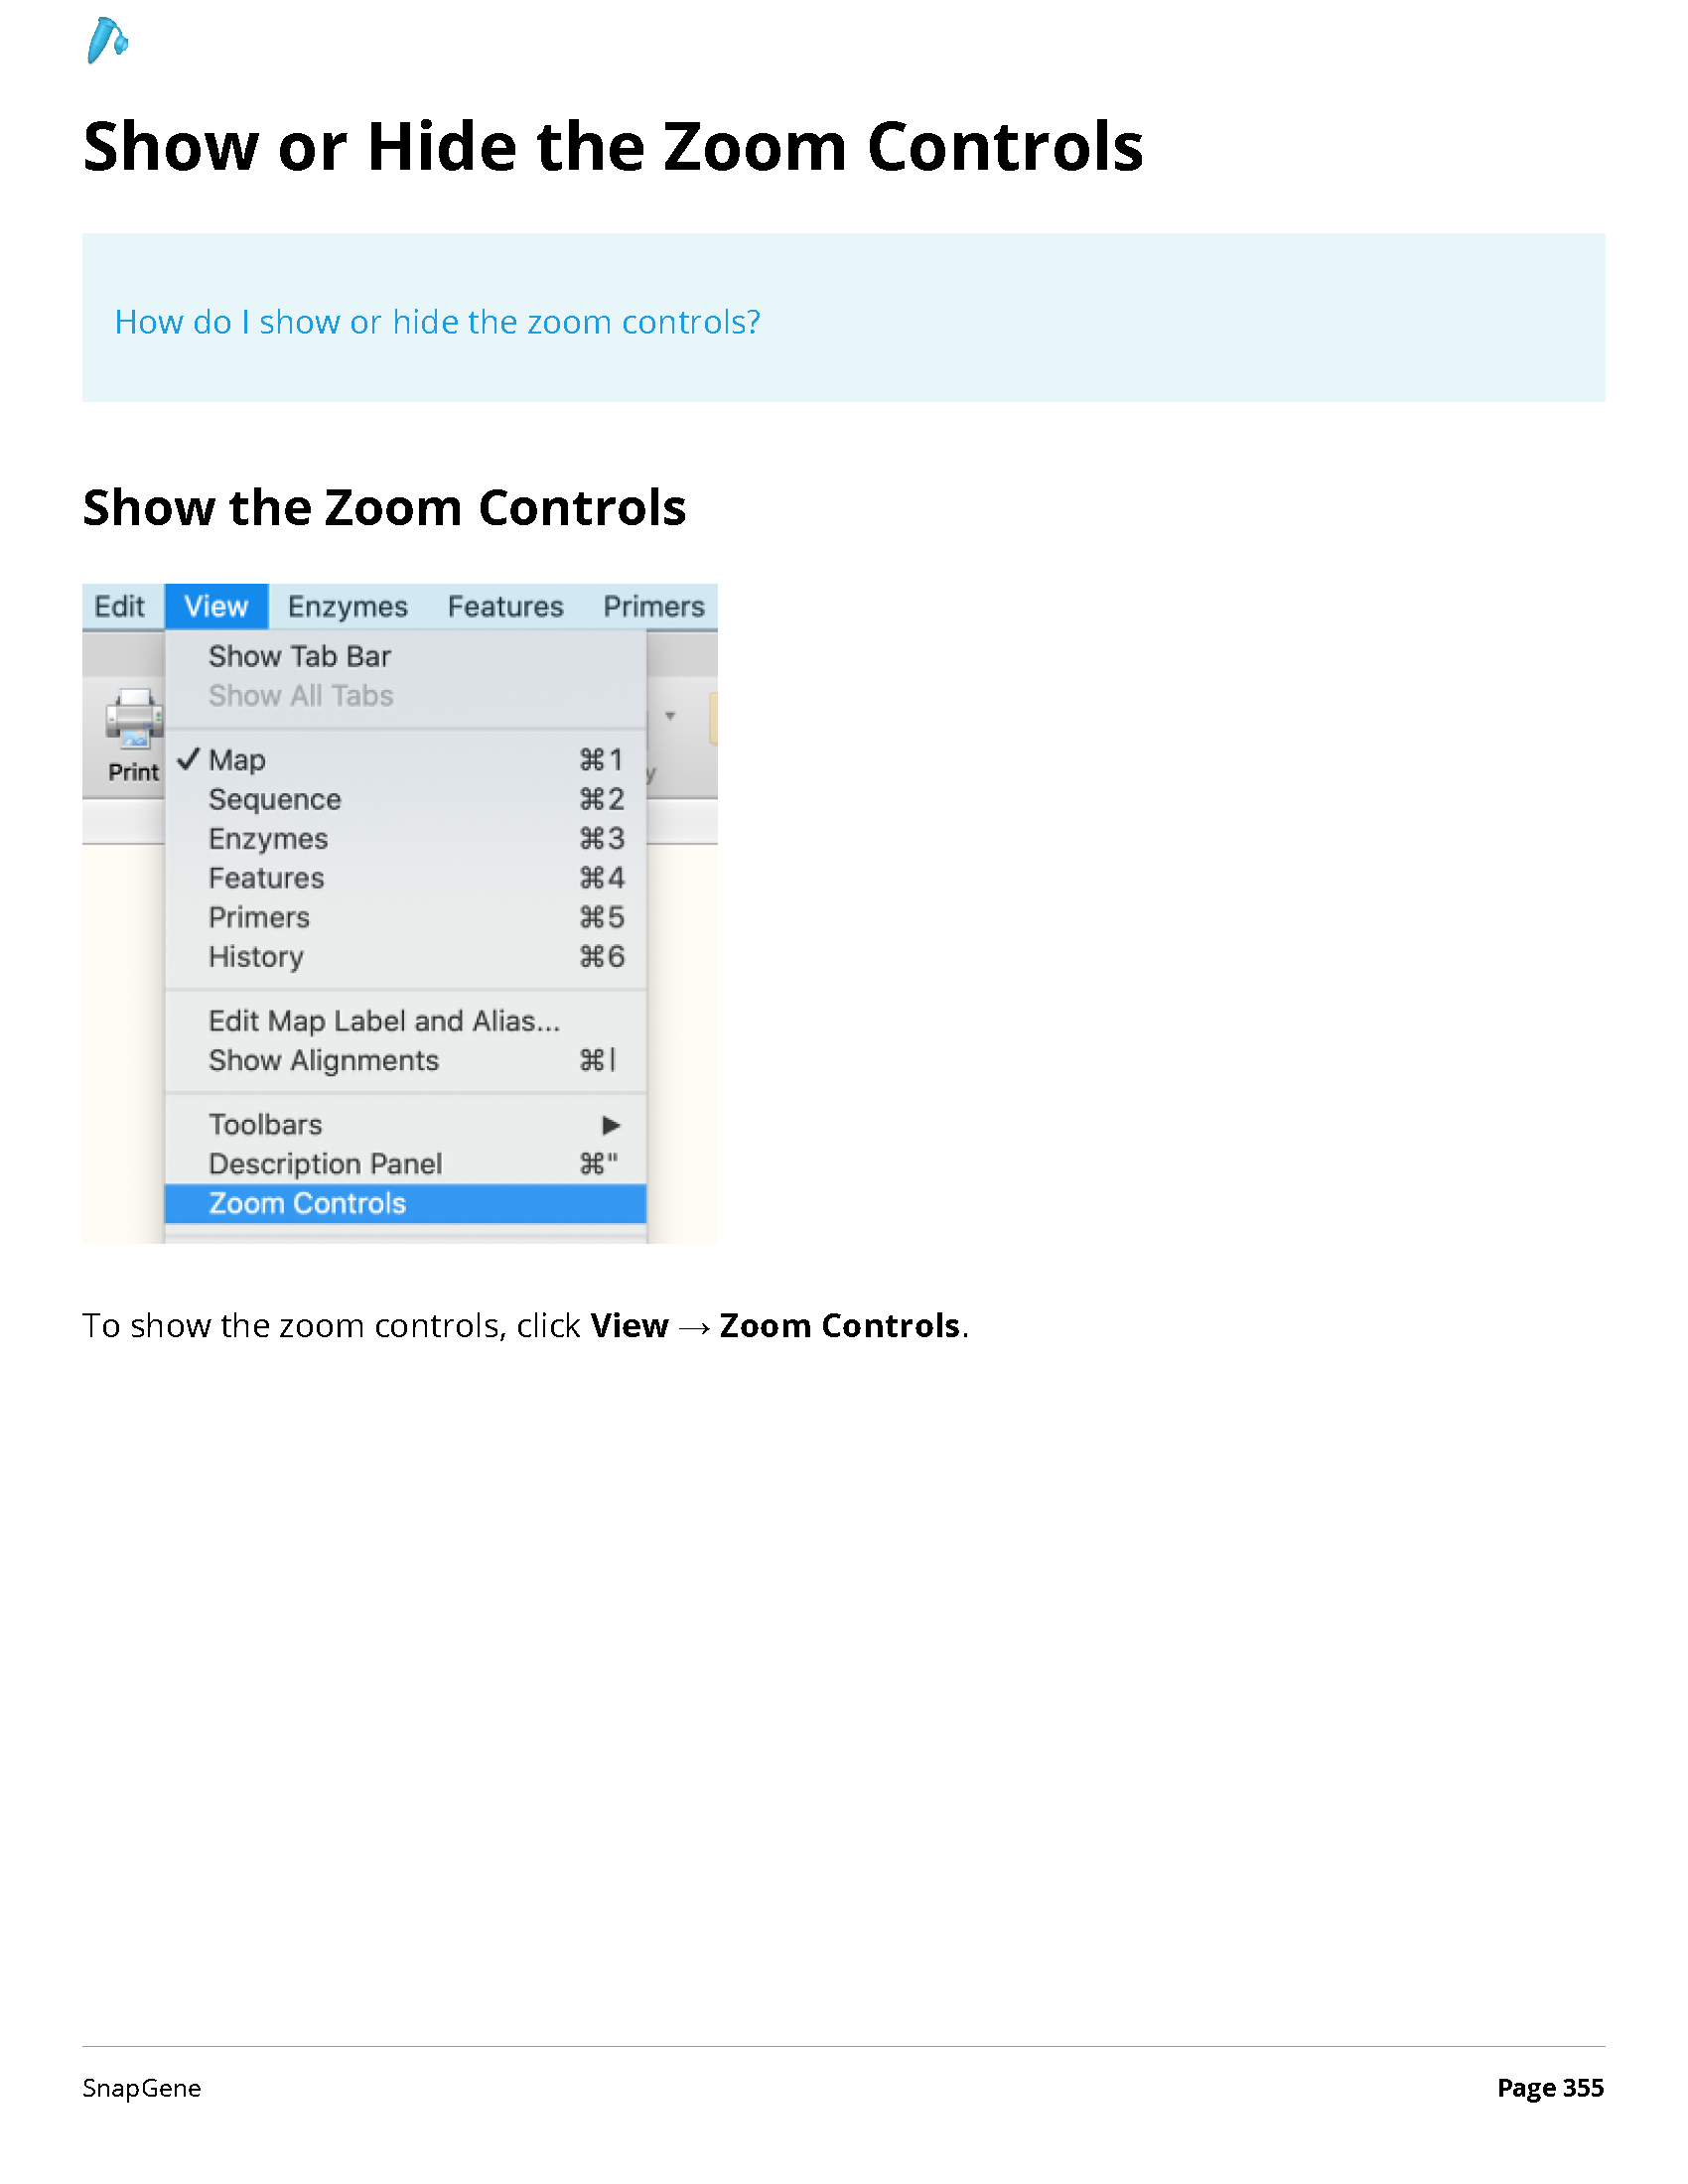 Show or Hide the Zoom Controls
How do I show or hide the zoom controls?
Show the Zoom Controls
Edit View Enzymes Features Primers
Show Tab Bar
Show All Tabs
Print
✓ Map ⌘1
y
Sequence ⌘2
Enzymes ⌘3
Features ⌘4
Primers ⌘5
History ⌘6
Edit Map Label and Alias...
Show Alignments ⌘|
Toolbars ▶
Description Panel ⌘"
Zoom Controls
To show the zoom controls, click View → Zoom Controls.
SnapGene Page 355